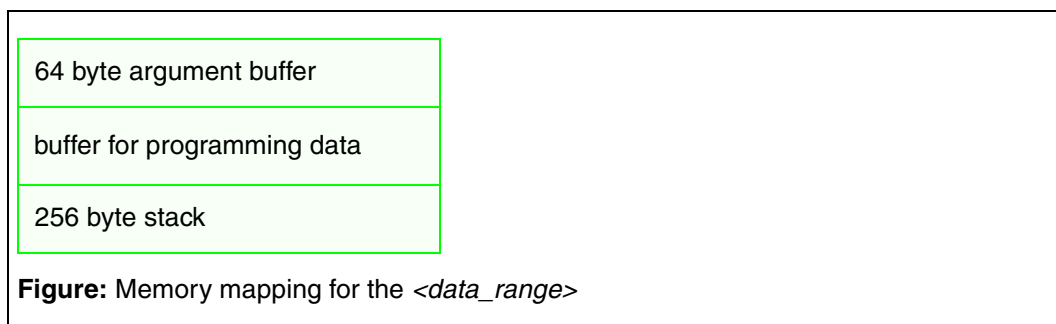 64 byte argument buffer
buffer for programming data
256 byte stack
Figure: Memory mapping for the <data_range>